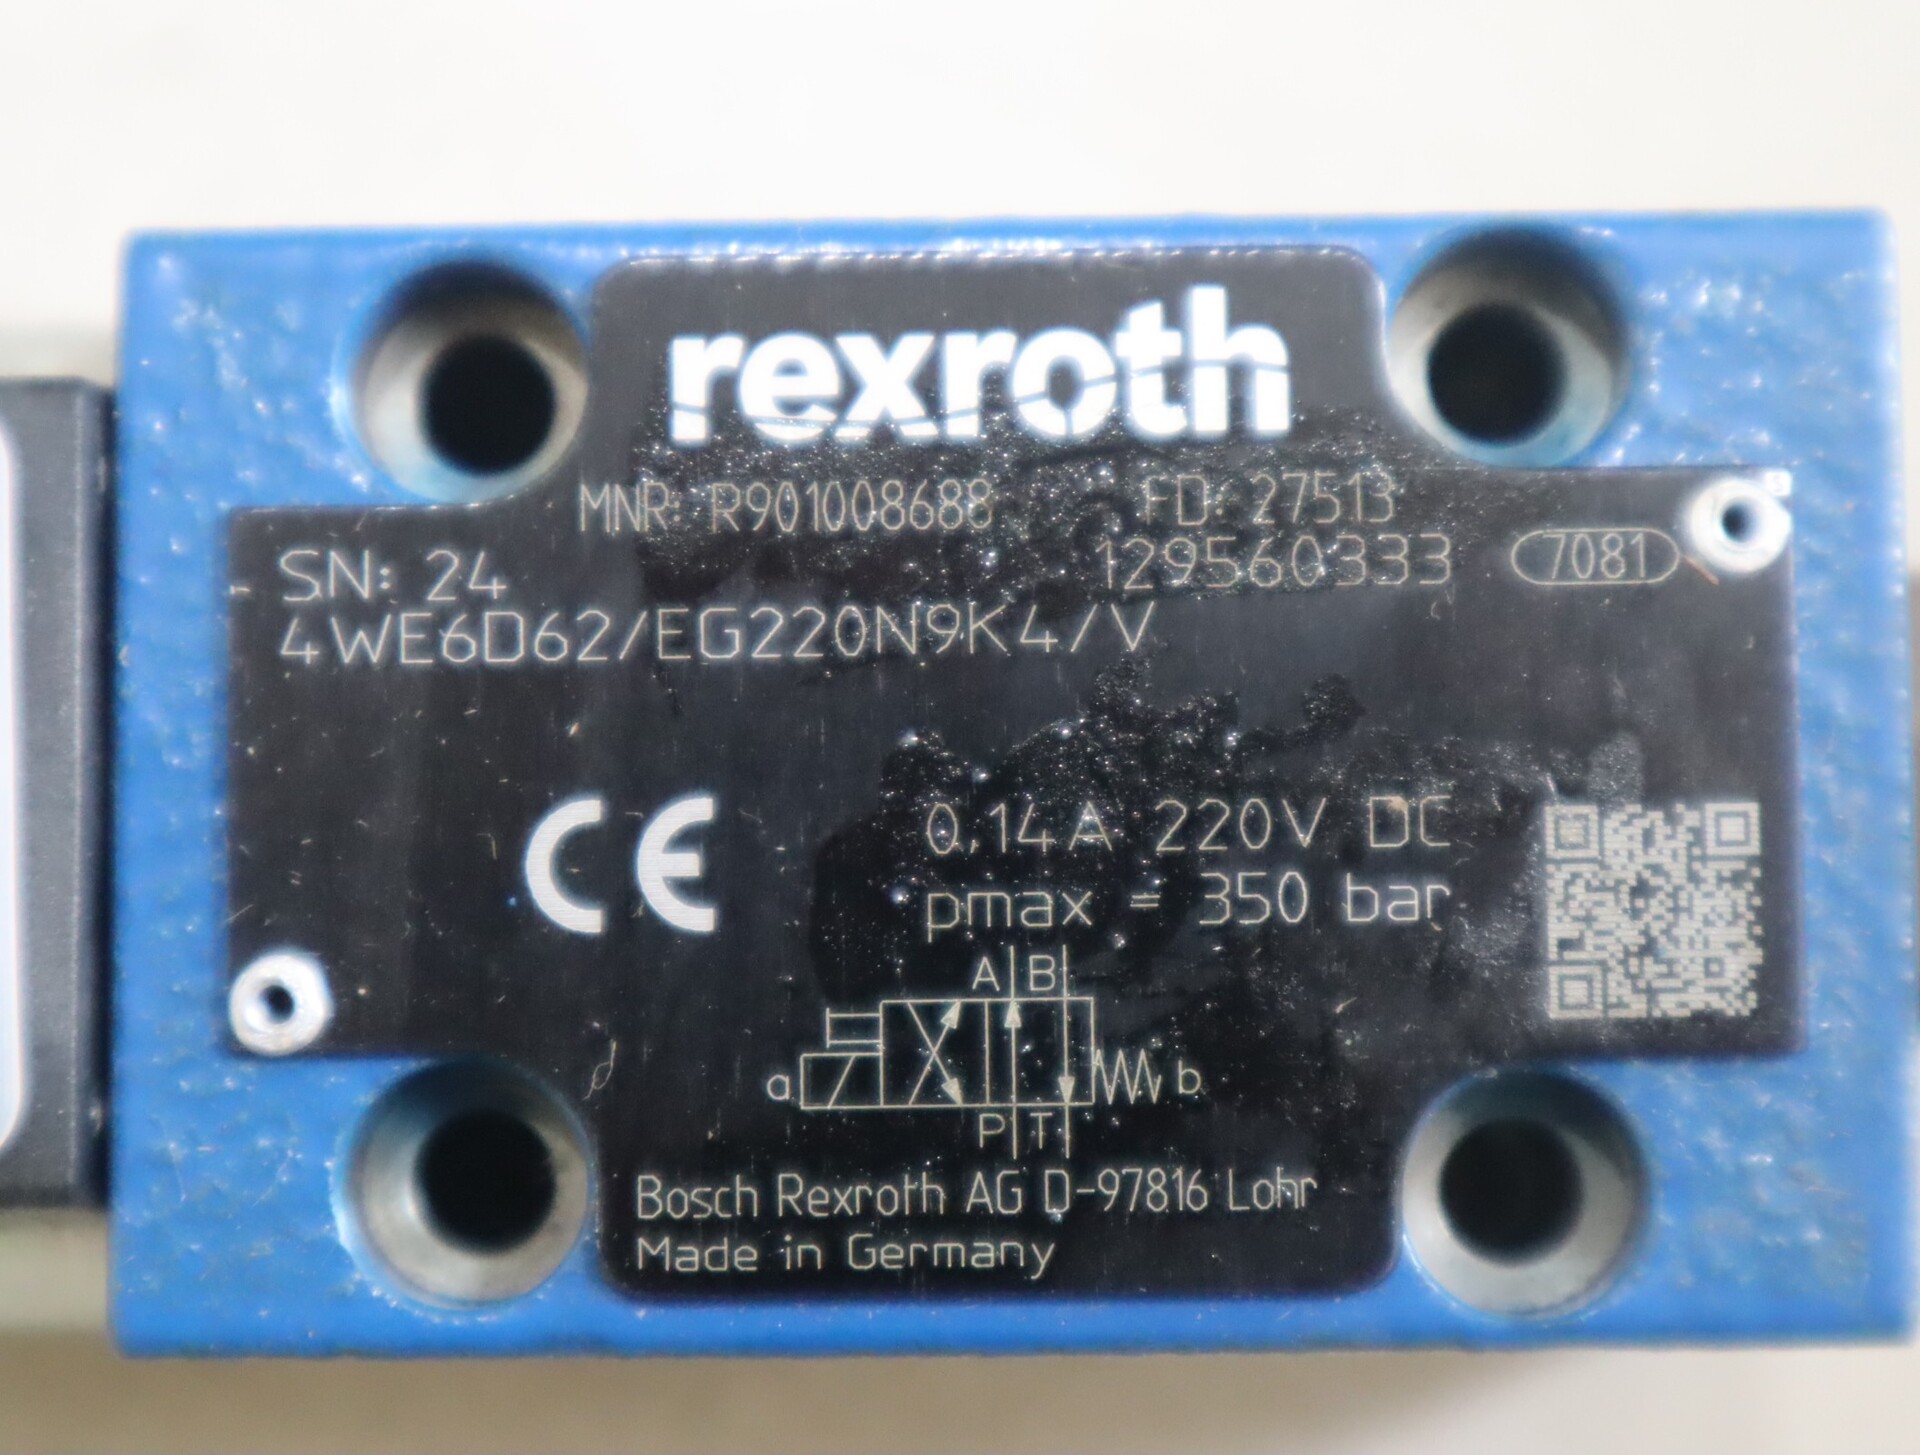 rexroth
MNR: R901008688 FD: 27513
SN: 24 129560333 7081
4WE6D62/EG220N9K4/V
CE 0,14A 220V DC
pmax = 350 bar
A B
a b
P T
Bosch Rexroth AG D-97816 Lohr
Made in Germany